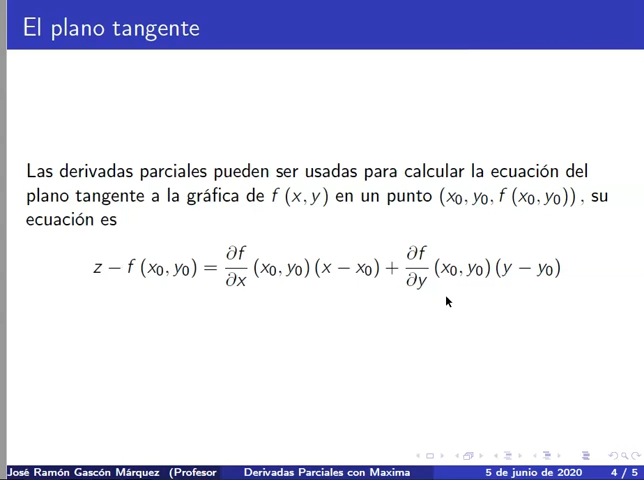 El plano tangente
Las derivadas parciales pueden ser usadas para calcular la ecuación del
plano tangente a la gráfica de f (x, y) en un punto (x₀, y₀, f (x₀, y₀)), su
ecuación es
z − f (x₀, y₀) = ∂f/∂x (x₀, y₀) (x − x₀) + ∂f/∂y (x₀, y₀) (y − y₀)
José Ramón Gascón Márquez (Profesor Derivadas Parciales con Maxima 5 de junio de 2020 4 / 5